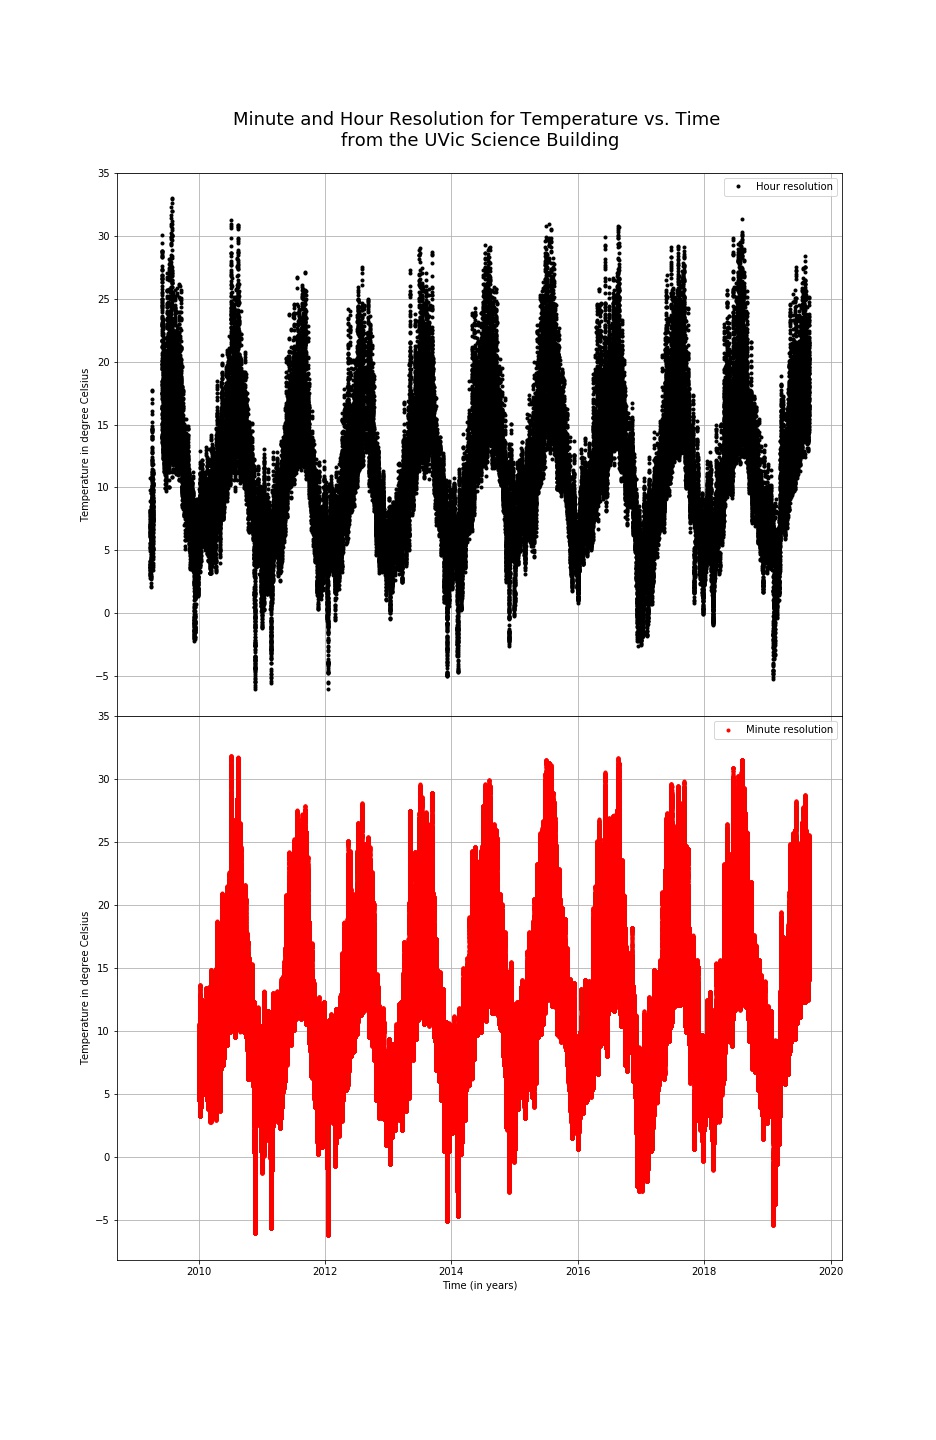 Minute and Hour Resolution for Temperature vs. Time
from the UVic Science Building
35
Hour resolution
30
25
20
15
10
5
0
−5
Temperature in degree Celsius
35
Minute resolution
30
25
20
15
10
5
0
−5
Temperature in degree Celsius
2010 2012 2014 2016 2018 2020
Time (in years)